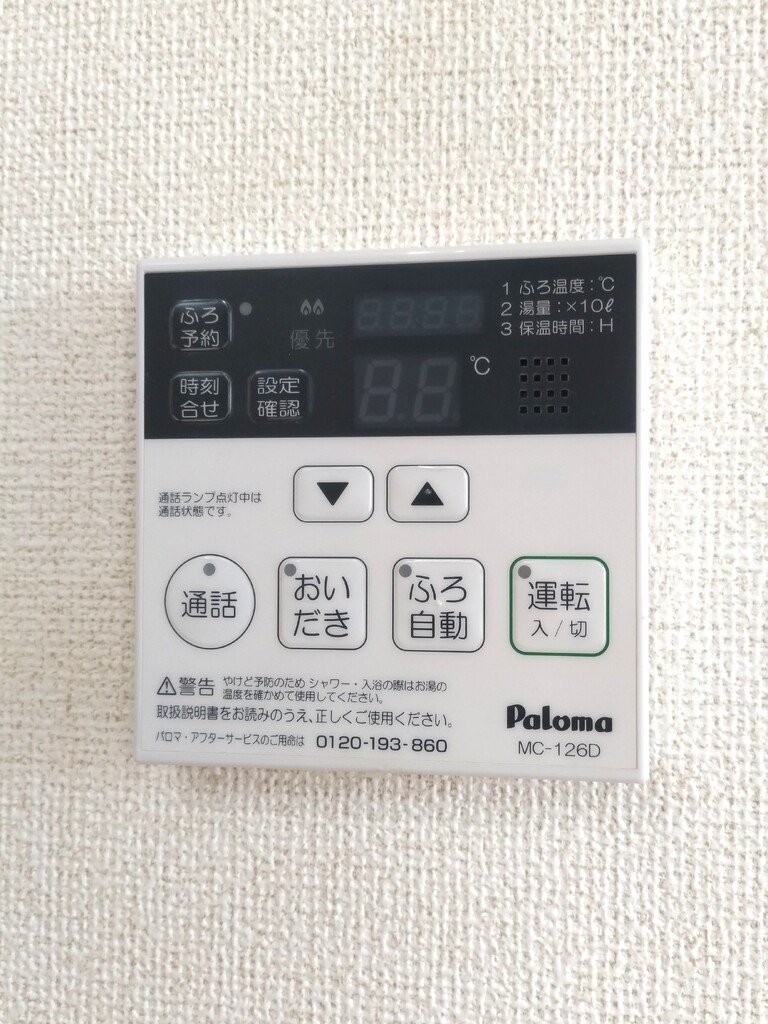 ふろ
予約
優先
1 ふろ温度:℃
2 湯量:×10ℓ
3 保温時間:H
時刻
合せ
設定
確認
88:88
88
℃
通話ランプ点灯中は
通話状態です。
▼
▲
通話
おい
だき
ふろ
自動
運転
入/切
⚠警告 やけど予防のため シャワー・入浴の際はお湯の
温度を確かめて使用してください。
取扱説明書をお読みのうえ、正しくご使用ください。
パロマ・アフターサービスのご用命は 0120-193-860
Paloma
MC-126D